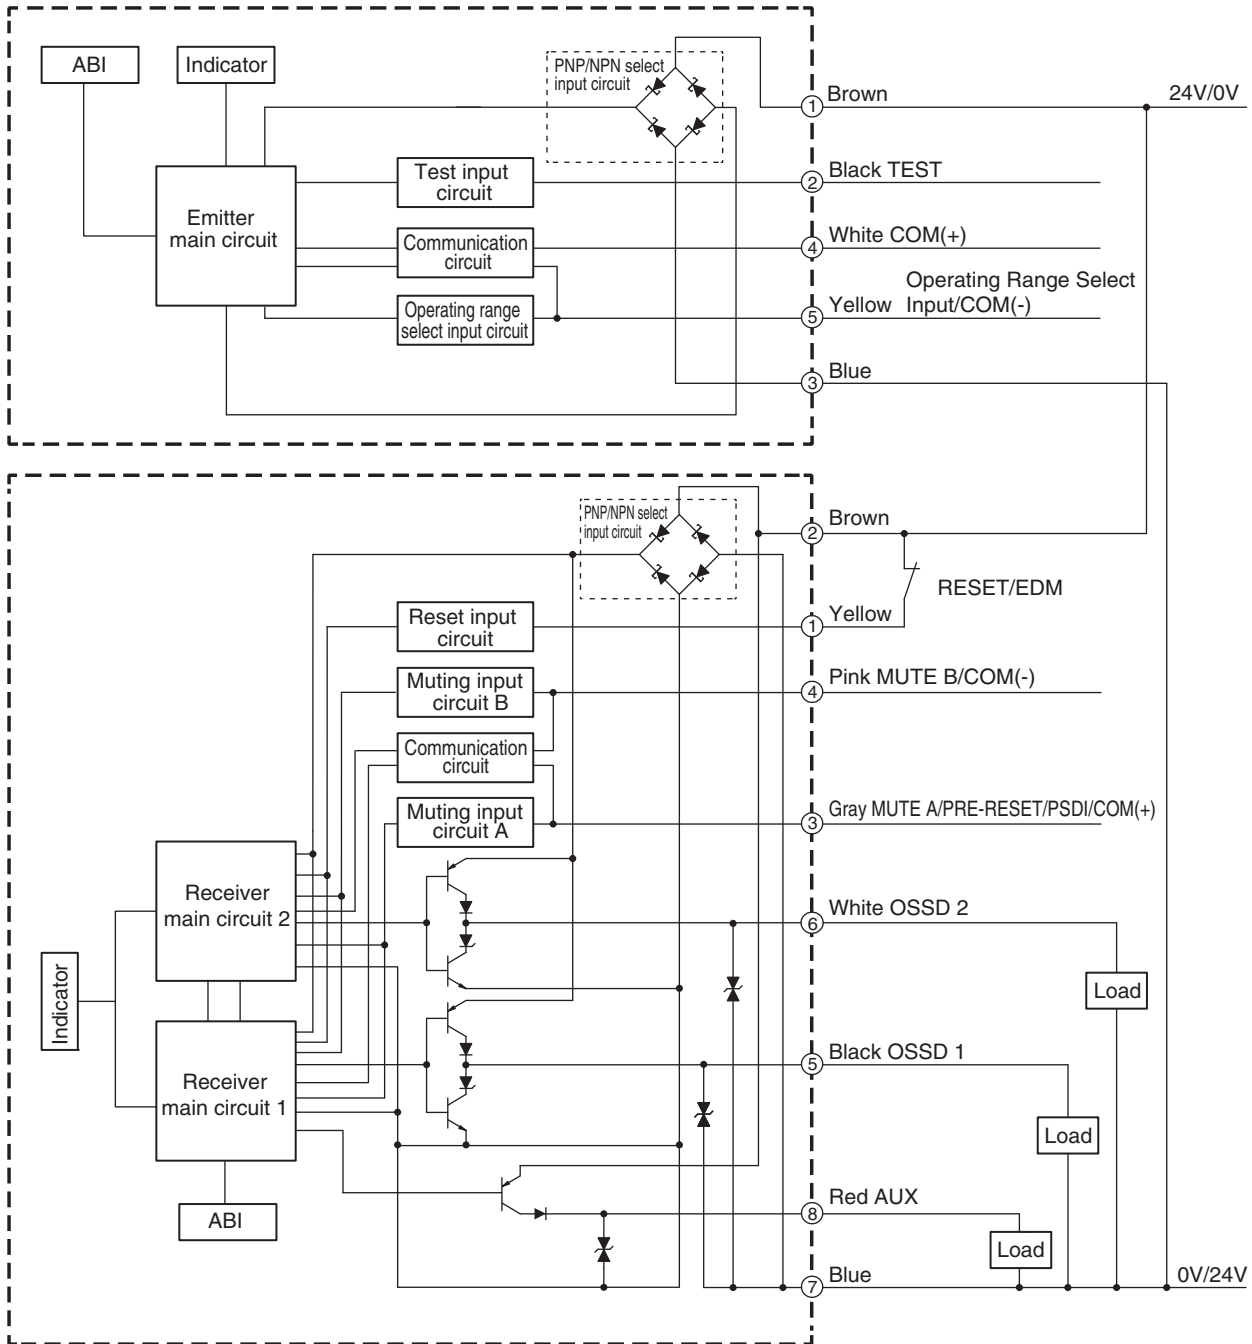 ABI
Indicator
PNP/NPN select
input circuit
1
Brown
24V/0V
Test input
circuit
2
Black TEST
Emitter
main circuit
Communication
circuit
4
White COM(+)
Operating range
select input circuit
5
Yellow
Operating Range Select
Input/COM(-)
3
Blue
PNP/NPN select
input circuit
2
Brown
RESET/EDM
Reset input
circuit
1
Yellow
Muting input
circuit B
4
Pink MUTE B/COM(-)
Communication
circuit
Muting input
circuit A
3
Gray MUTE A/PRE-RESET/PSDI/COM(+)
Receiver
main circuit 2
6
White OSSD 2
Load
Indicator
Receiver
main circuit 1
5
Black OSSD 1
Load
ABI
8
Red AUX
Load
7
Blue
0V/24V